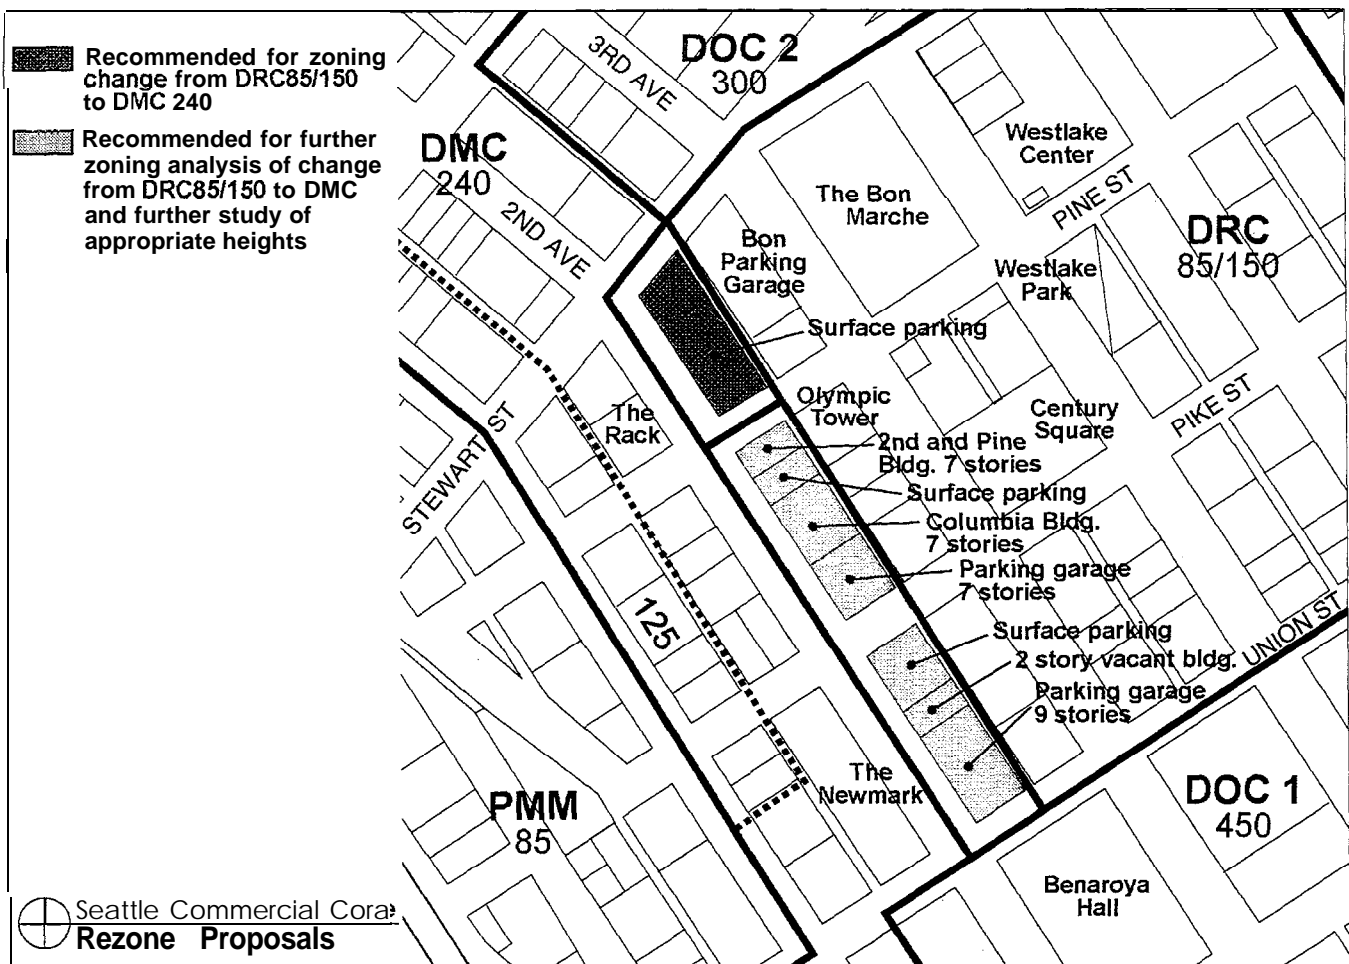 Recommended for zoning
change from DRC85/150
to DMC 240
Recommended for further
zoning analysis of change
from DRC85/150 to DMC
and further study of
appropriate heights
3RD AVE
DOC 2
300
DMC
240
2ND AVE
Westlake
Center
PINE ST
The Bon
Marche
DRC
85/150
Bon
Parking
Garage
Westlake
Park
Surface parking
Olympic
Tower
The
Rack
Century
Square
PIKE ST
STEWART ST
2nd and Pine
Bldg. 7 stories
Surface parking
Columbia Bldg.
7 stories
Parking garage
7 stories
125
Surface parking
2 story vacant bldg.
UNION ST
Parking garage
9 stories
The
Newmark
PMM
85
DOC 1
450
Benaroya
Hall
Seattle Commercial Cora
Rezone Proposals